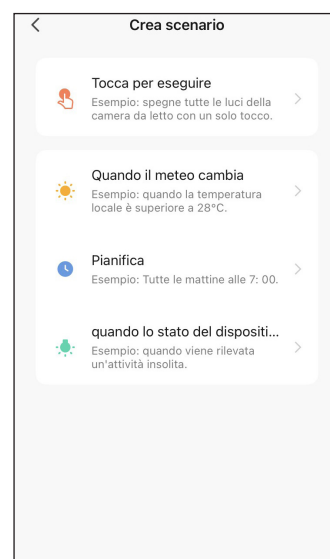 Crea scenario
Tocca per eseguire
Esempio: spegne tutte le luci della
camera da letto con un solo tocco.
Quando il meteo cambia
Esempio: quando la temperatura
locale è superiore a 28°C.
Pianifica
Esempio: Tutte le mattine alle 7: 00.
quando lo stato del dispositi...
Esempio: quando viene rilevata
un'attività insolita.